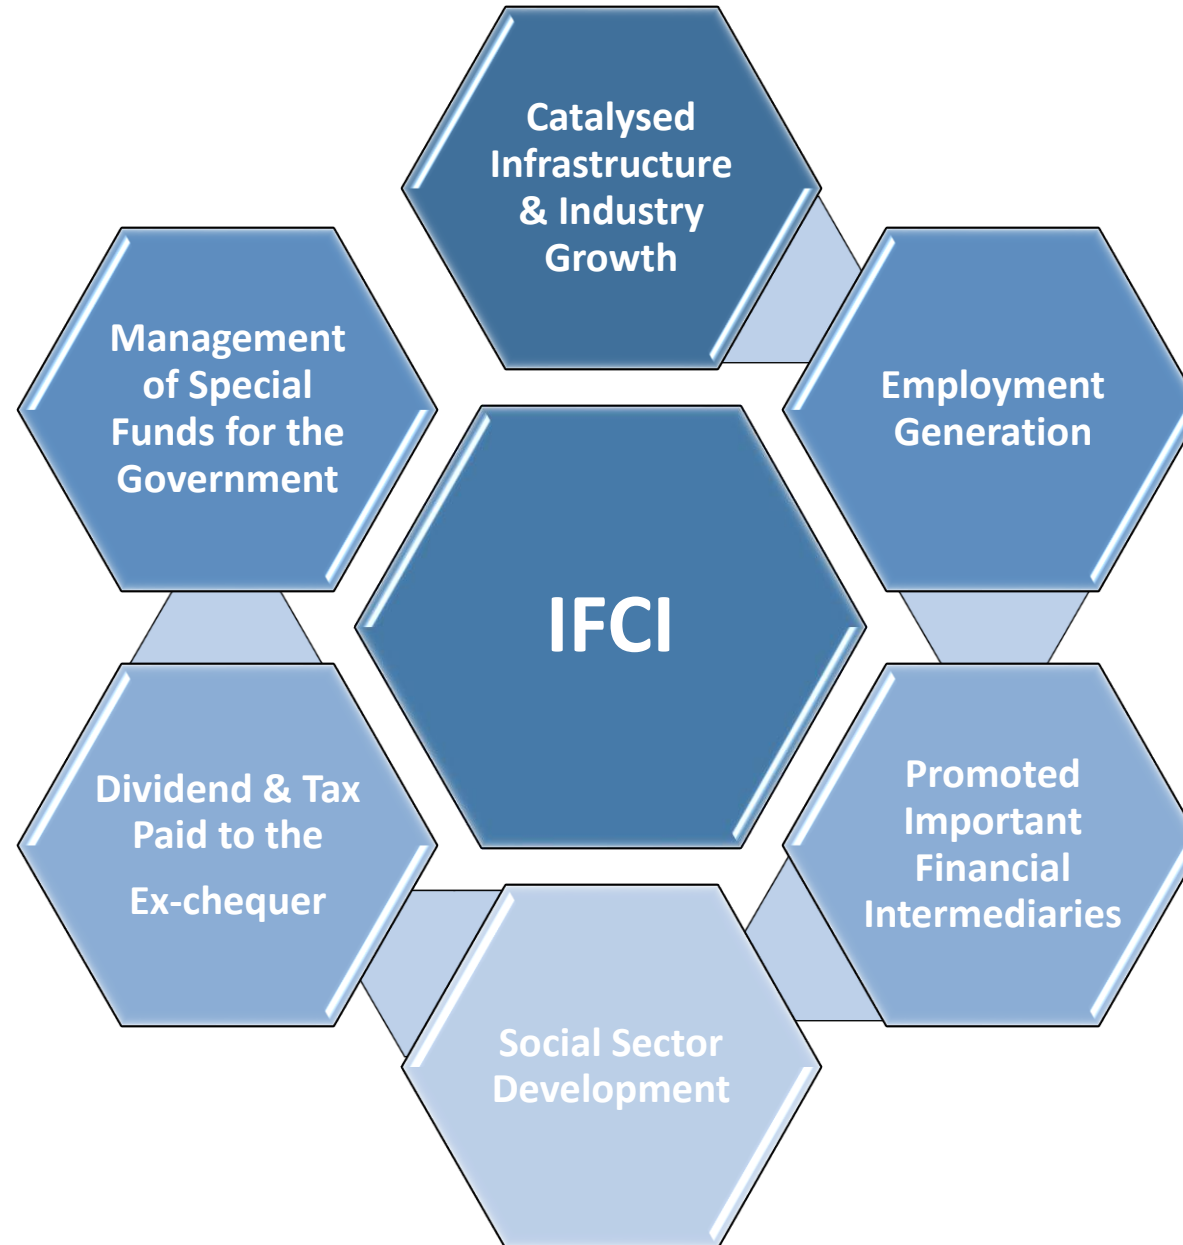 Catalysed
Infrastructure
& Industry
Growth
Employment
Generation
Promoted
Important
Financial
Intermediaries
Social Sector
Development
Dividend & Tax
Paid to the
Ex-chequer
Management
of Special
Funds for the
Government
IFCI